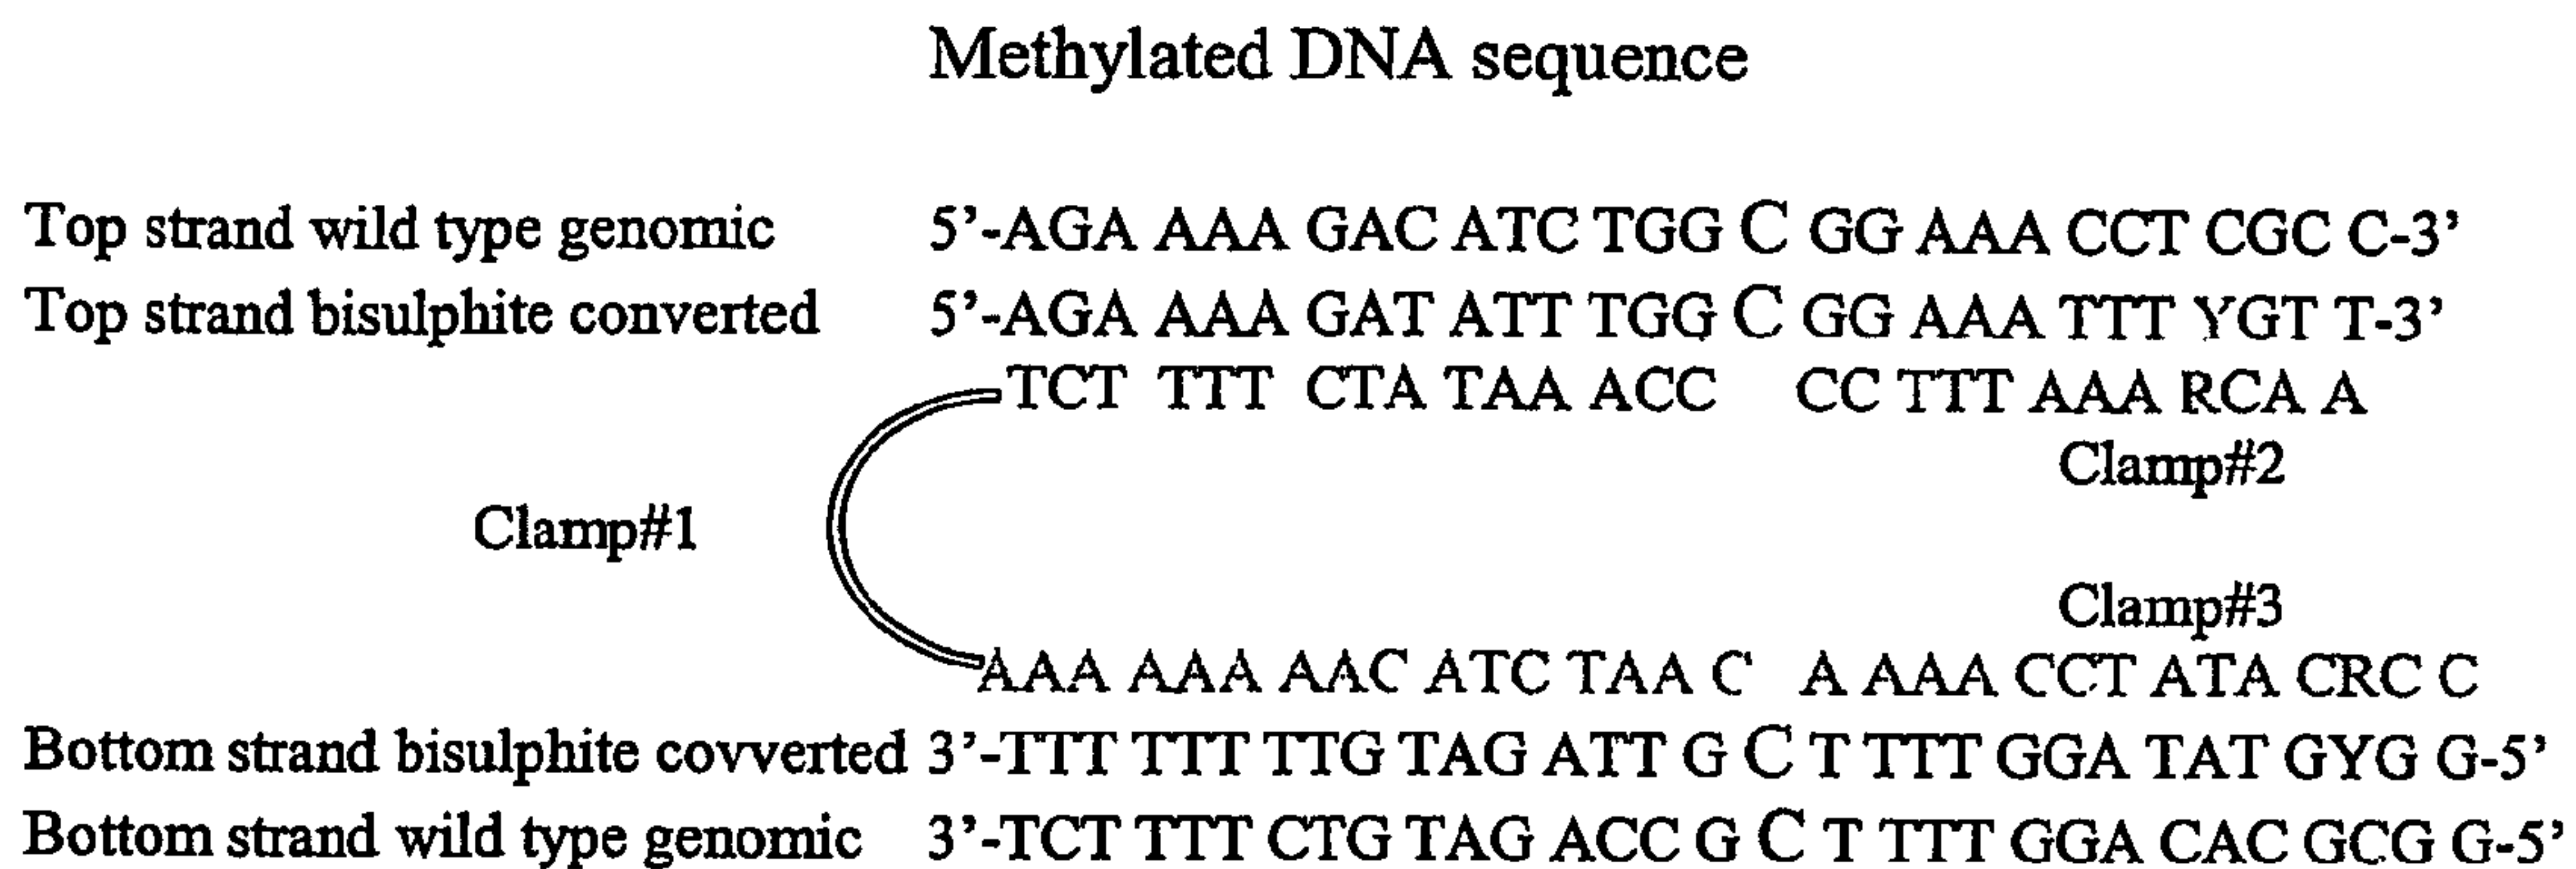 Methylated DNA sequence
Top strand wild type genomic 5’-AGA AAA GAC ATC TGG C GG AAA CCT CGC C-3’
Top strand bisulphite converted 5’-AGA AAA GAT ATT TGG C GG AAA TTT YGT T-3’
TCT TTT CTA TAA ACC CC TTT AAA RCA A
Clamp#2
Clamp#1
Clamp#3
AAA AAA AAC ATC TAA C A AAA CCT ATA CRC C
Bottom strand bisulphite covverted 3’-TTT TTT TTG TAG ATT G C T TTT GGA TAT GYG G-5’
Bottom strand wild type genomic 3’-TCT TTT CTG TAG ACC G C T TTT GGA CAC GCG G-5’